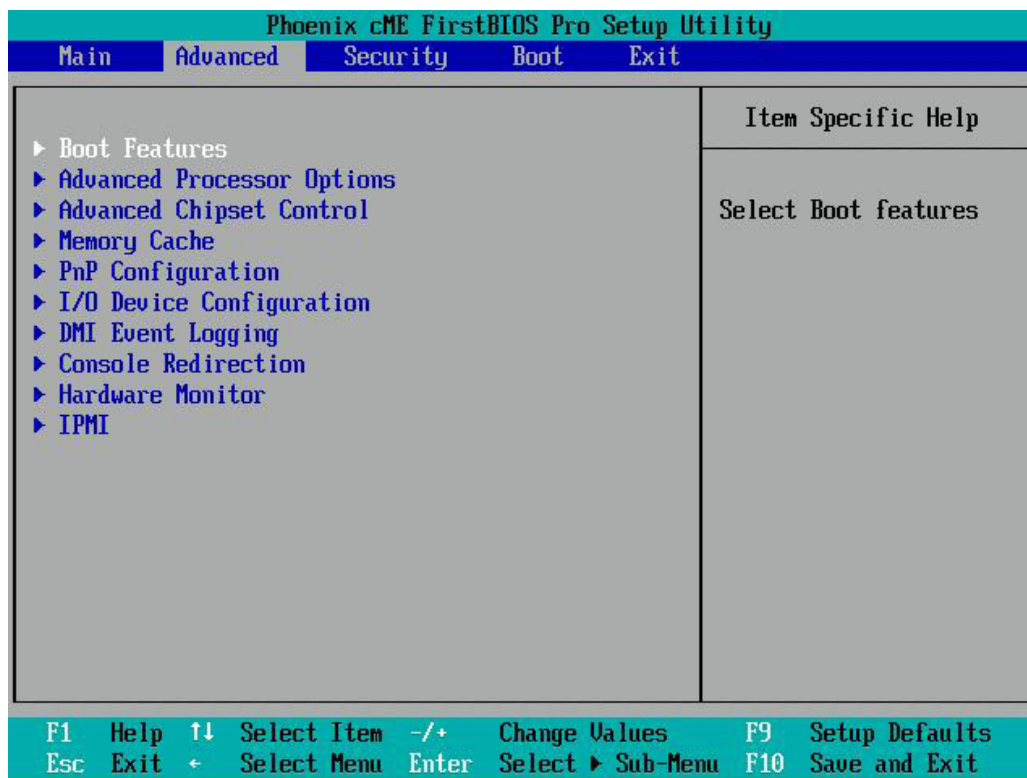 Phoenix cME FirstBIOS Pro Setup Utility
Main Advanced Security Boot Exit
Item Specific Help
▶ Boot Features
▶ Advanced Processor Options
▶ Advanced Chipset Control
Select Boot features
▶ Memory Cache
▶ PnP Configuration
▶ I/O Device Configuration
▶ DMI Event Logging
▶ Console Redirection
▶ Hardware Monitor
▶ IPMI
F1 Help ↑↓ Select Item -/+ Change Values F9 Setup Defaults
Esc Exit ← Select Menu Enter Select ▶ Sub-Menu F10 Save and Exit